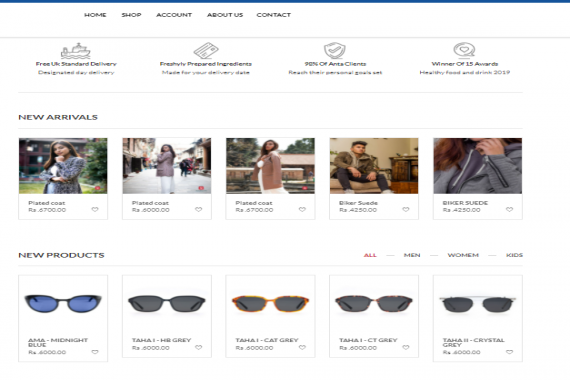 HOME SHOP ACCOUNT ABOUT US CONTACT
Free Uk Standard Delivery
Designated day delivery
Freshvly Prepared Ingredients
Made for your delivery date
98% Of Anta Clients
Reach their personal goals set
Winner Of 15 Awards
Healthy food and drink 2019
NEW ARRIVALS
Plated coat
Rs .6700.00
Plated coat
Rs .6000.00
Plated coat
Rs .6700.00
Biker Suede
Rs .4250.00
BIKER SUEDE
Rs .4250.00
NEW PRODUCTS
ALL — MEN — WOMEM — KIDS
AMA - MIDNIGHT
BLUE
Rs .6000.00
TAHA I - HB GREY
Rs .6000.00
TAHA I - CAT GREY
Rs .6000.00
TAHA I - CT GREY
Rs .6000.00
TAHA II - CRYSTAL
GREY
Rs .6000.00